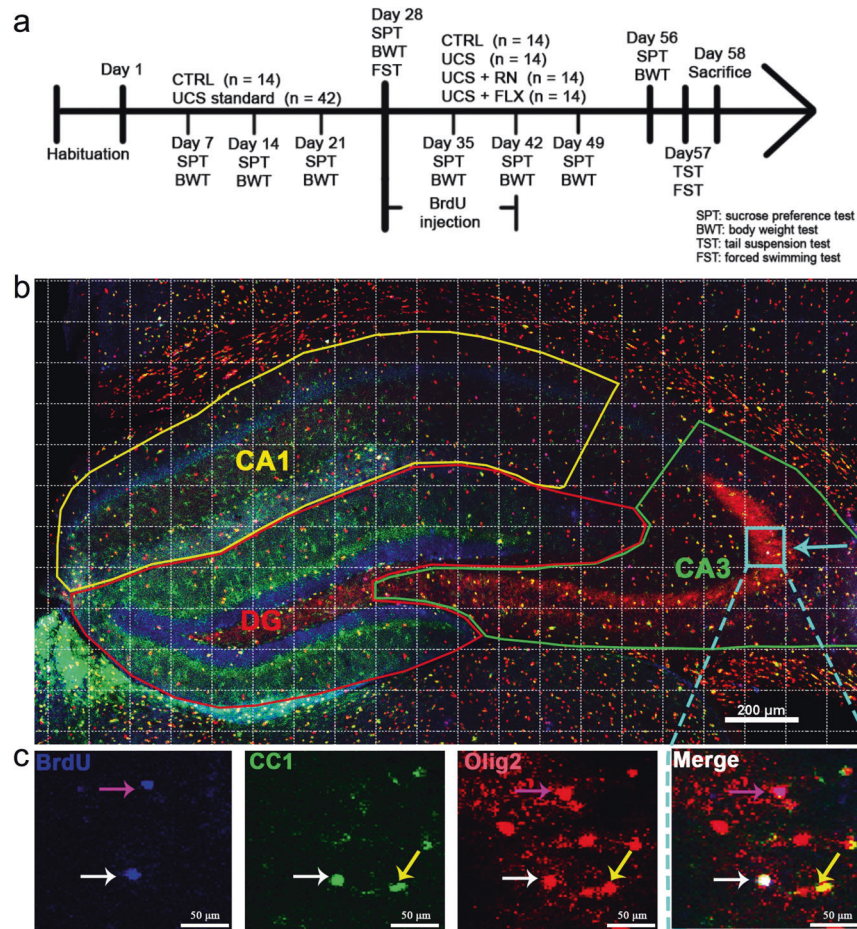 a
Day 28
SPT
BWT
FST
Day 1
CTRL (n = 14)
UCS standard (n = 42)
CTRL (n = 14)
UCS (n = 14)
UCS + RN (n = 14)
UCS + FLX (n = 14)
Day 56
SPT
BWT
Day 58
Sacrifice
Habituation
Day 7
SPT
BWT
Day 14
SPT
BWT
Day 21
SPT
BWT
Day 35
SPT
BWT
Day 42
SPT
BWT
Day 49
SPT
BWT
Day57
TST
FST
BrdU
injection
SPT: sucrose preference test
BWT: body weight test
TST: tail suspension test
FST: forced swimming test
b
CA1
DG
CA3
200 µm
c
BrdU
50 µm
CC1
50 µm
Olig2
50 µm
Merge
50 µm